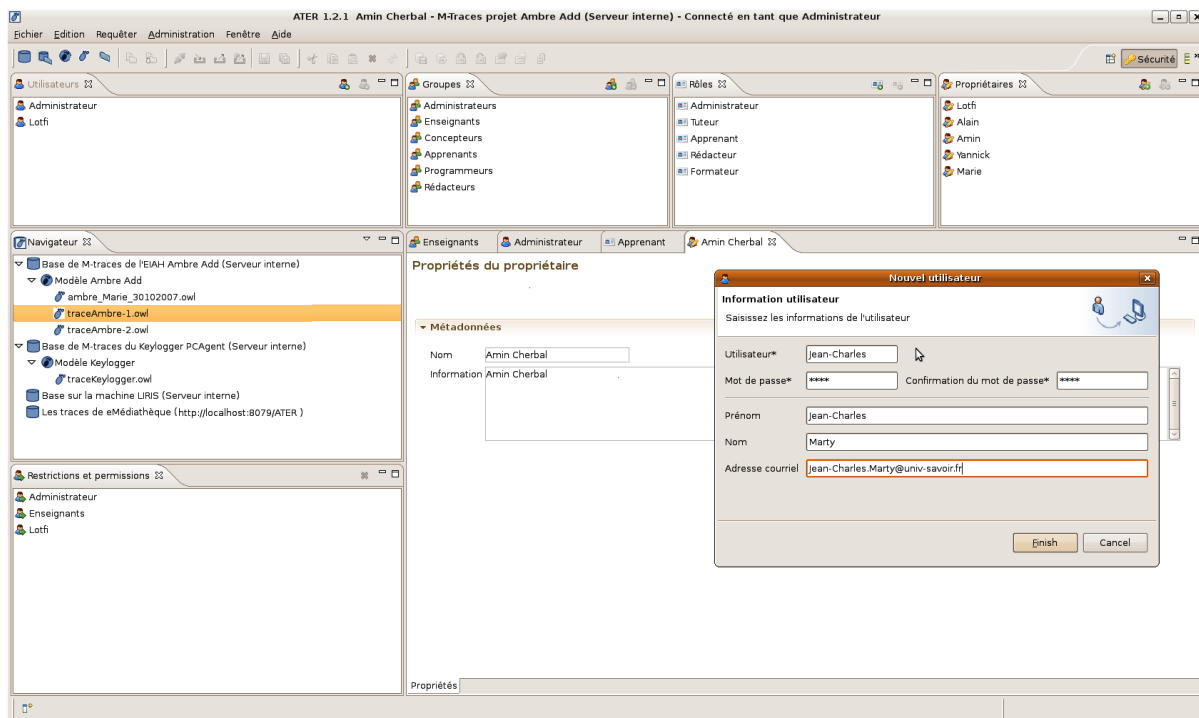 ATER 1.2.1 Amin Cherbal - M-Traces projet Ambre Add (Serveur interne) - Connecté en tant que Administrateur
Fichier Edition Requêter Administration Fenêtre Aide
Sécurité
Utilisateurs
Administrateur
Lotfi
Groupes
Administrateurs
Enseignants
Concepteurs
Apprenants
Programmeurs
Rédacteurs
Rôles
Administrateur
Tuteur
Apprenant
Rédacteur
Formateur
Propriétaires
Lotfi
Alain
Amin
Yannick
Marie
Navigateur
Base de M-traces de l'EIAH Ambre Add (Serveur interne)
Modèle Ambre Add
ambre_Marie_30102007.owl
traceAmbre-1.owl
traceAmbre-2.owl
Base de M-traces du Keylogger PCAgent (Serveur interne)
Modèle Keylogger
traceKeylogger.owl
Base sur la machine LIRIS (Serveur interne)
Les traces de eMédiathèque (http://localhost:8079/ATER )
Restrictions et permissions
Administrateur
Enseignants
Lotfi
Enseignants Administrateur Apprenant Amin Cherbal
Propriétés du propriétaire
Métadonnées
Nom Amin Cherbal
Information Amin Cherbal
Propriétés
Nouvel utilisateur
Information utilisateur
Saisissez les informations de l'utilisateur
Utilisateur* Jean-Charles
Mot de passe* **** Confirmation du mot de passe* ****
Prénom Jean-Charles
Nom Marty
Adresse courriel Jean-Charles.Marty@univ-savoir.fr
Finish Cancel